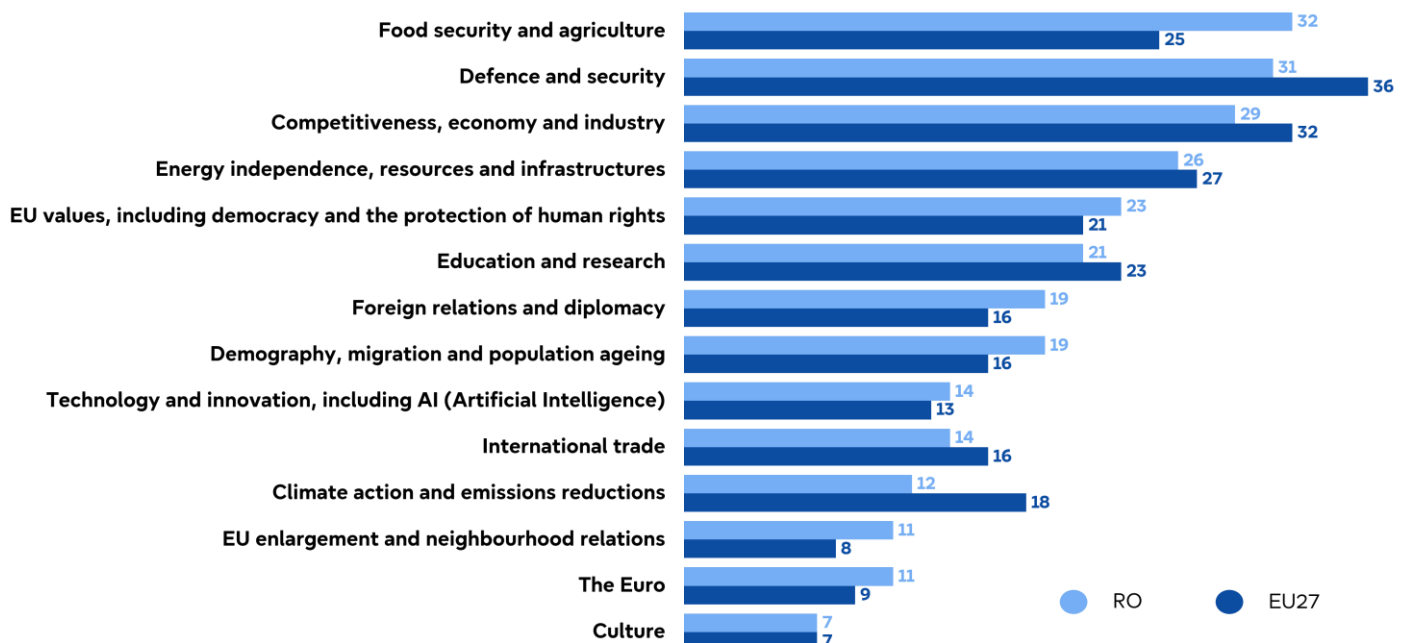 Food security and agriculture
32
25
Defence and security
31
36
Competitiveness, economy and industry
29
32
Energy independence, resources and infrastructures
26
27
EU values, including democracy and the protection of human rights
23
21
Education and research
21
23
Foreign relations and diplomacy
19
16
Demography, migration and population ageing
19
16
Technology and innovation, including AI (Artificial Intelligence)
14
13
International trade
14
16
Climate action and emissions reductions
12
18
EU enlargement and neighbourhood relations
11
8
The Euro
11
9
RO
EU27
Culture
7
7